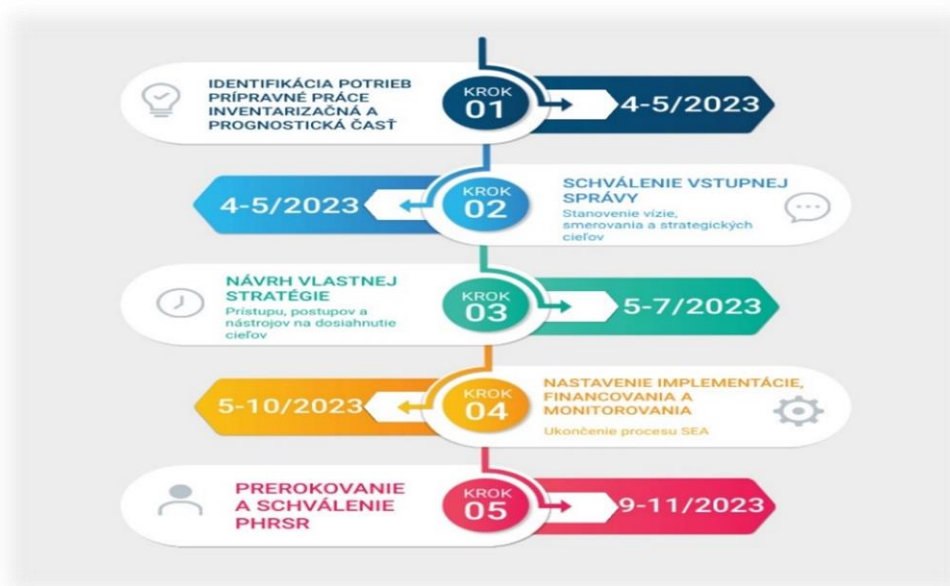 IDENTIFIKÁCIA POTRIEB
PRÍPRAVNÉ PRÁCE
INVENTARIZAČNÁ A
PROGNOSTICKÁ ČASŤ
KROK
01
4-5/2023
4-5/2023
KROK
02
SCHVÁLENIE VSTUPNEJ
SPRÁVY
Stanovenie vízie,
smerovania a strategických
cieľov
NÁVRH VLASTNEJ
STRATÉGIE
Prístupu, postupov a
nástrojov na dosiahnutie
cieľov
KROK
03
5-7/2023
5-10/2023
KROK
04
NASTAVENIE IMPLEMENTÁCIE,
FINANCOVANIA A
MONITOROVANIA
Ukončenie procesu SEA
PREROKOVANIE
A SCHVÁLENIE
PHRSR
KROK
05
9-11/2023